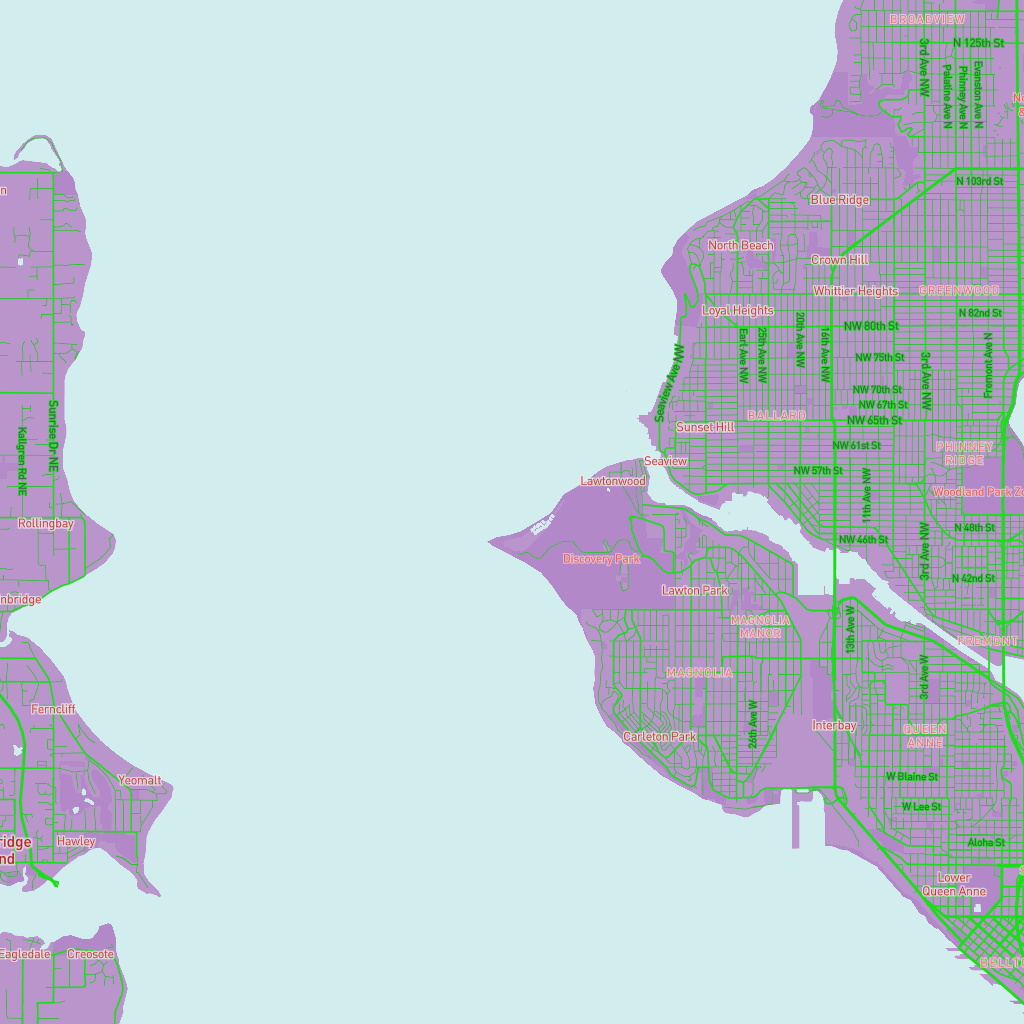 BROADVIEW
N 125th St
3rd Ave NW
Palatine Ave N
Phinney Ave N
Evanston Ave N
N 103rd St
Blue Ridge
North Beach
Crown Hill
Whittier Heights
GREENWOOD
Loyal Heights
N 82nd St
Earl Ave NW
25th Ave NW
20th Ave NW
16th Ave NW
NW 80th St
Fremont Ave N
Seaview Ave NW
NW 75th St
3rd Ave NW
NW 70th St
NW 67th St
BALLARD
NW 65th St
Sunset Hill
Sunrise Dr NE
Kallgren Rd NE
NW 61st St
PHINNEY
RIDGE
Seaview
NW 57th St
Lawtonwood
11th Ave NW
Woodland Park Zo
Rollingbay
N 48th St
NW 46th St
3rd Ave NW
Discovery Park
N 42nd St
Lawton Park
nbridge
MAGNOLIA
MANOR
13th Ave W
FREMONT
MAGNOLIA
3rd Ave W
Ferncliff
26th Ave W
Interbay
Carleton Park
QUEEN
ANNE
Yeomalt
W Blaine St
W Lee St
Hawley
ridge
nd
Aloha St
Lower
Queen Anne
Eagledale
Creosote
BELLT